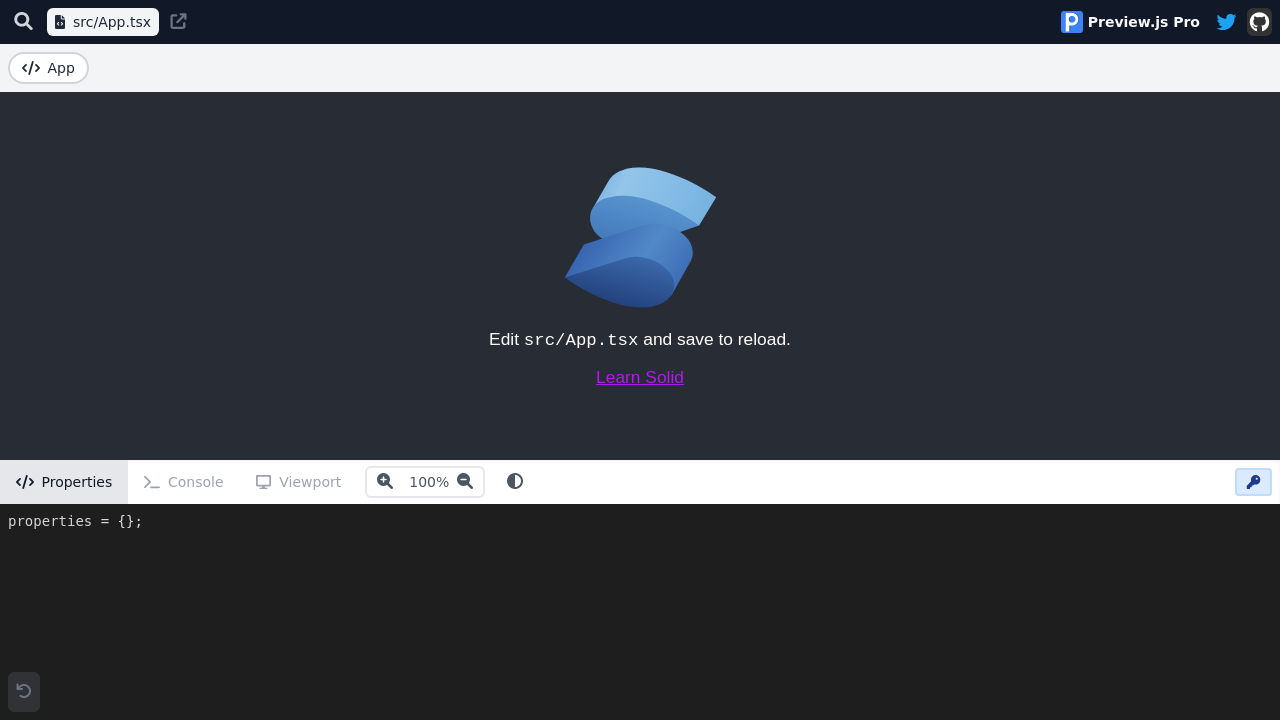 src/App.tsx
Preview.js Pro
App
Edit src/App.tsx and save to reload.
Learn Solid
Properties
Console
Viewport
100%
properties = {};